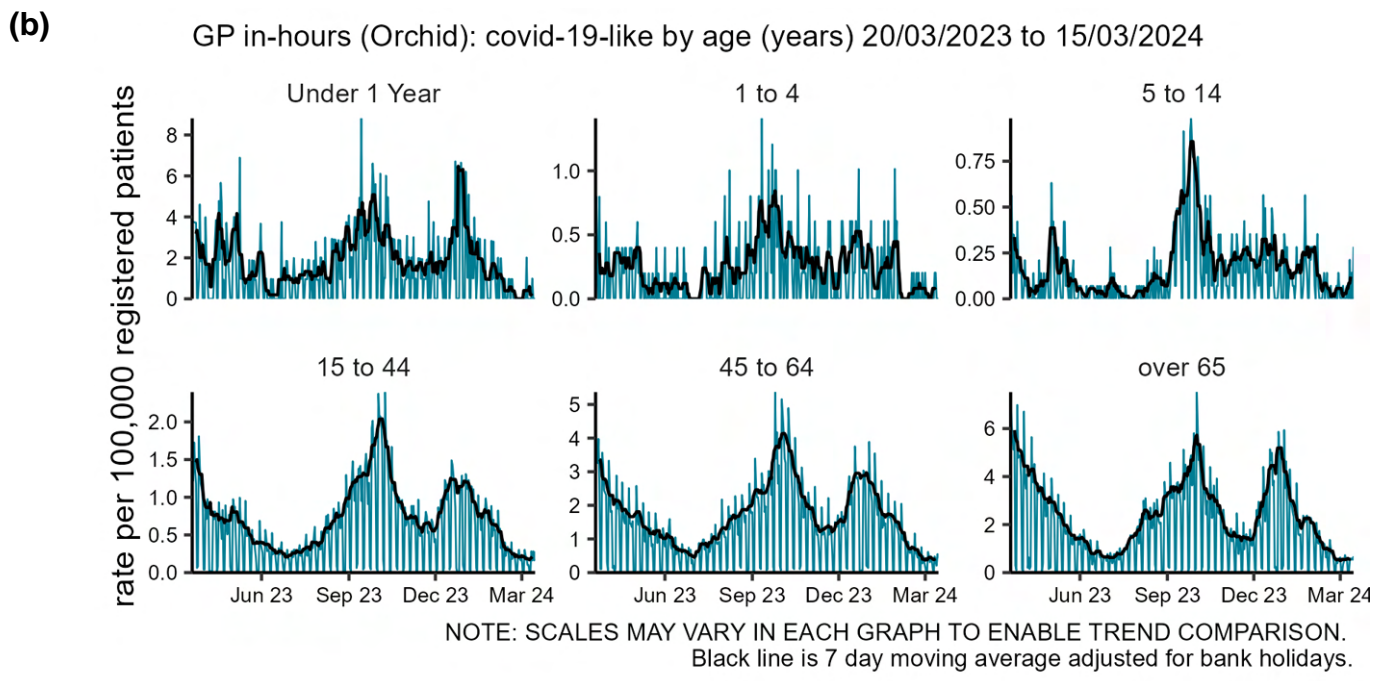 (b)
GP in-hours (Orchid): covid-19-like by age (years) 20/03/2023 to 15/03/2024
rate per 100,000 registered patients
Under 1 Year
8
6
4
2
0
1 to 4
1.0
0.5
0.0
5 to 14
0.75
0.50
0.25
0.00
15 to 44
2.0
1.5
1.0
0.5
0.0
Jun 23 Sep 23 Dec 23 Mar 24
45 to 64
5
4
3
2
1
0
Jun 23 Sep 23 Dec 23 Mar 24
over 65
6
4
2
0
Jun 23 Sep 23 Dec 23 Mar 24
NOTE: SCALES MAY VARY IN EACH GRAPH TO ENABLE TREND COMPARISON.
Black line is 7 day moving average adjusted for bank holidays.